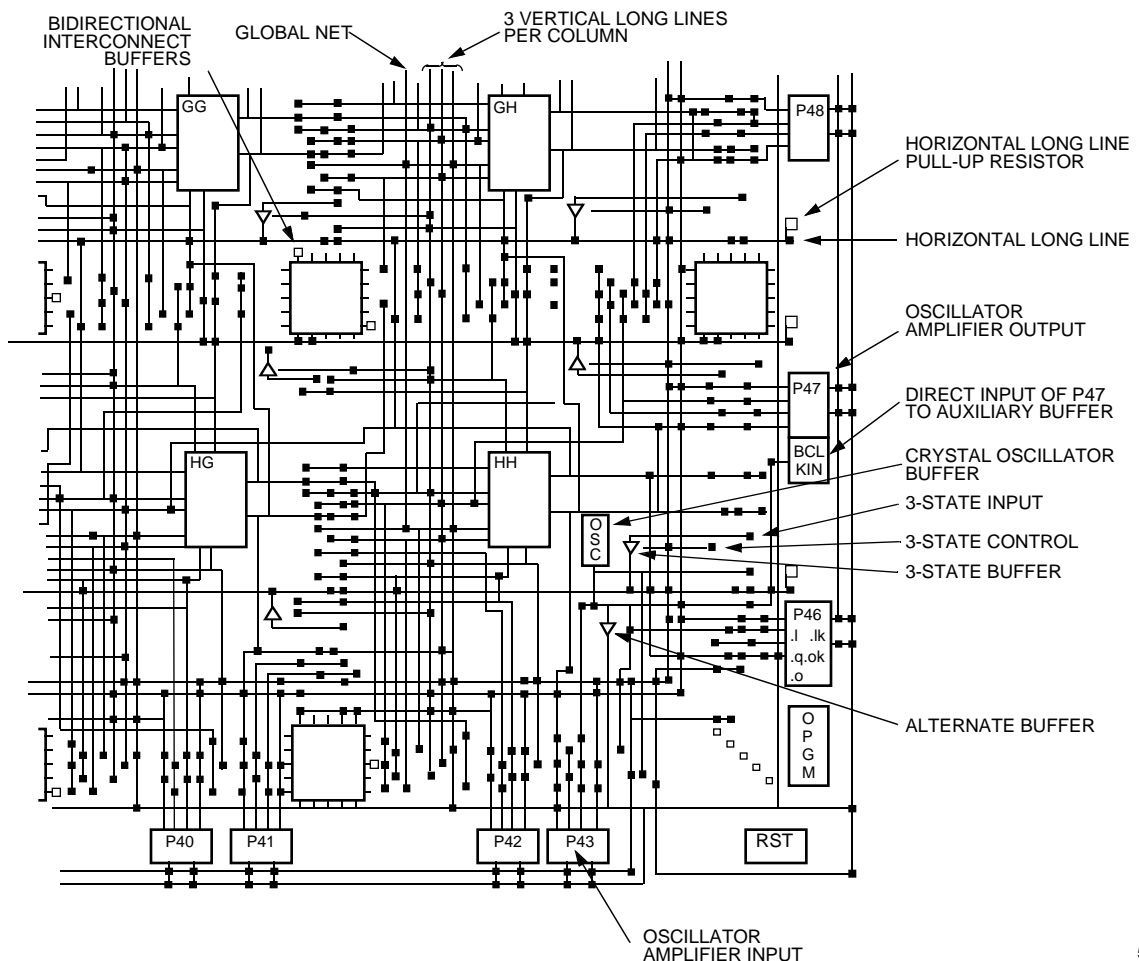 BIDIRECTIONAL
INTERCONNECT
BUFFERS
GLOBAL NET
3 VERTICAL LONG LINES
PER COLUMN
GG
GH
P48
HORIZONTAL LONG LINE
PULL-UP RESISTOR
HORIZONTAL LONG LINE
OSCILLATOR
AMPLIFIER OUTPUT
P47
DIRECT INPUT OF P47
TO AUXILIARY BUFFER
BCL
KIN
HG
HH
CRYSTAL OSCILLATOR
BUFFER
O
S
C
3-STATE INPUT
3-STATE CONTROL
3-STATE BUFFER
P46
.l .lk
.q.ok
.o
ALTERNATE BUFFER
O
P
G
M
P40
P41
P42
P43
RST
OSCILLATOR
AMPLIFIER INPUT